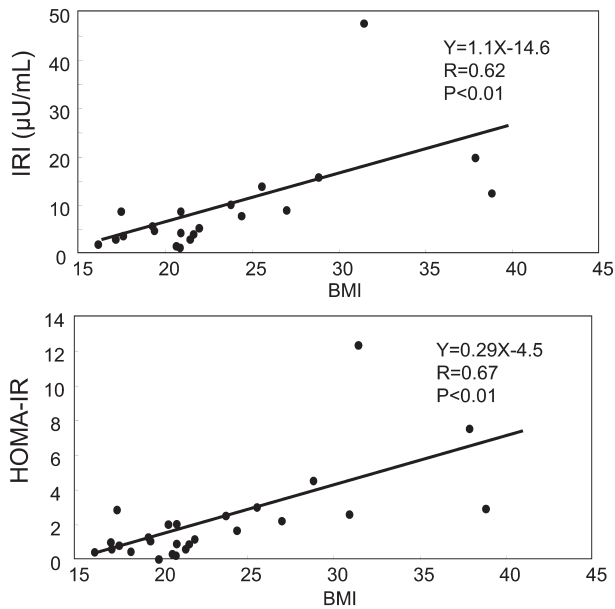 50
40
30
20
10
0
IRI (μU/mL)
Y=1.1X-14.6
R=0.62
P<0.01
15 20 25 30 35 40 45
BMI
14
12
10
8
6
4
2
0
HOMA-IR
Y=0.29X-4.5
R=0.67
P<0.01
15 20 25 30 35 40 45
BMI